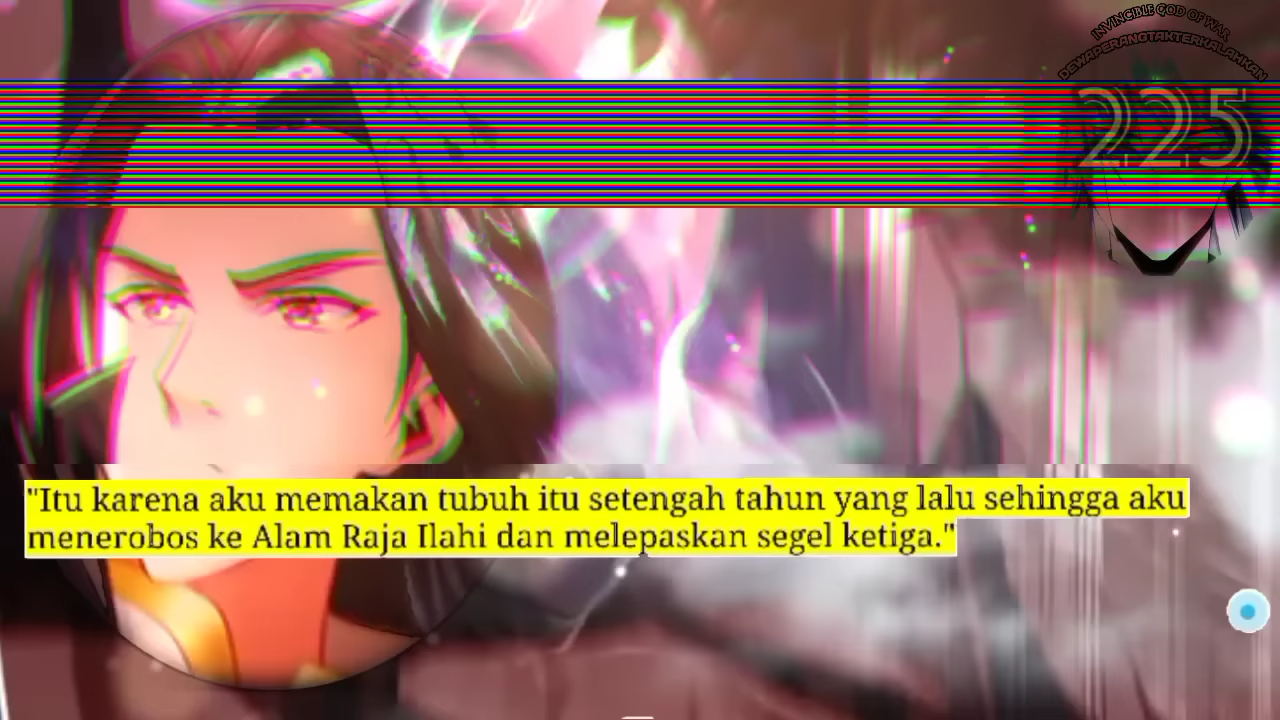 INVINCIBLE GOD OF WAR
DEWAPERANGTAKTERKALAHKAN
225
"Itu karena aku memakan tubuh itu setengah tahun yang lalu sehingga aku
menerobos ke Alam Raja Ilahi dan melepaskan segel ketiga."